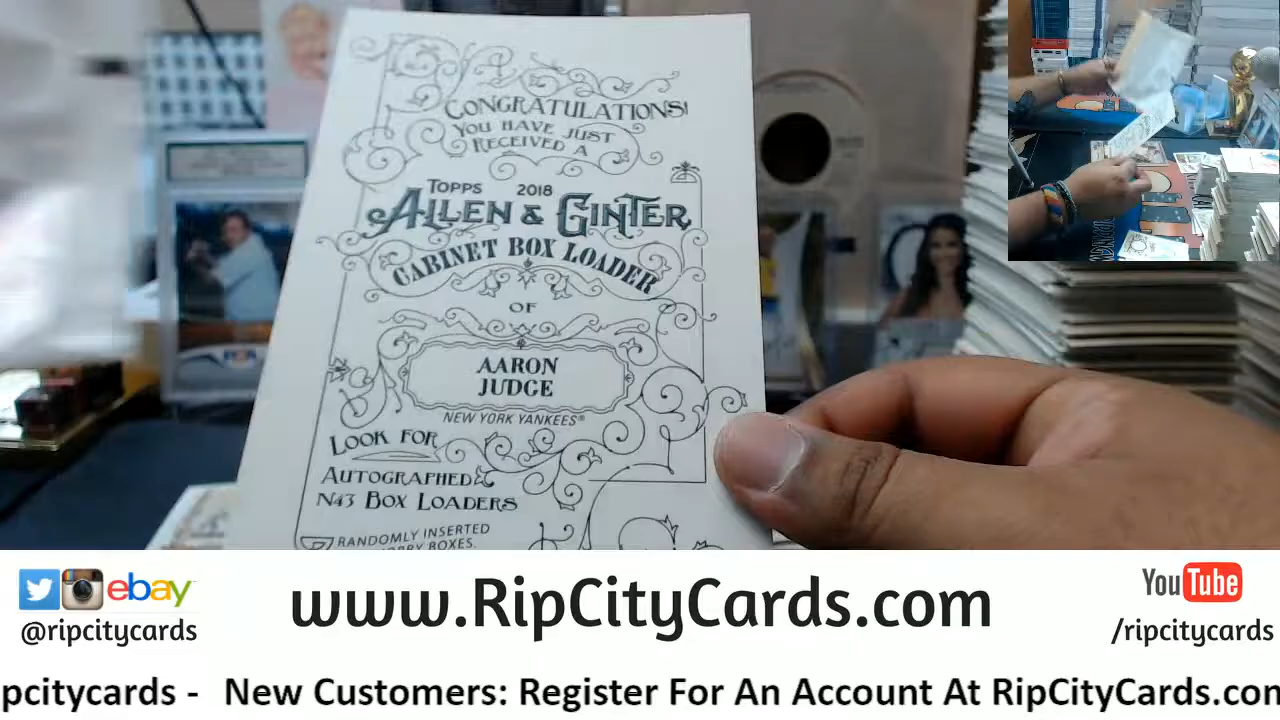 CONGRATULATIONS!
YOU HAVE JUST
RECEIVED A
TOPPS 2018
ALLEN & GINTER
CABINET BOX LOADER
OF
AARON
JUDGE
NEW YORK YANKEES®
LOOK FOR
AUTOGRAPHED
N43 BOX LOADERS
RANDOMLY INSERTED
BOXES.
ebay
@ripcitycards
www.RipCityCards.com
YouTube
/ripcitycards
pcitycards - New Customers: Register For An Account At RipCityCards.com